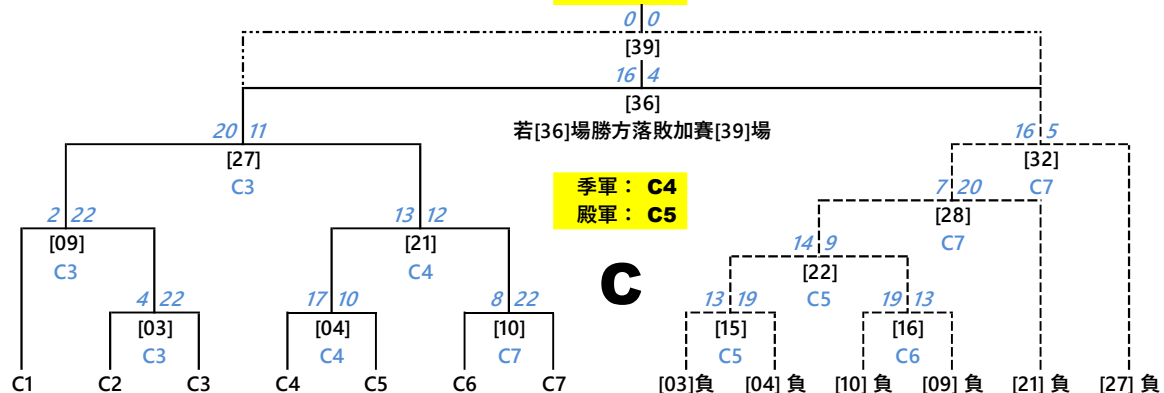 0 0
[39]
16 4
[36]
若[36]場勝方落敗加賽[39]場
20 11
[27]
C3
16 5
[32]
C7
季軍： C4
殿軍： C5
7 20
[28]
C7
2 22
[09]
C3
13 12
[21]
C4
14 9
[22]
C5
C
4 22
[03]
C3
17 10
[04]
C4
8 22
[10]
C7
13 19
[15]
C5
19 13
[16]
C6
C1 C2 C3 C4 C5 C6 C7 [03]負 [04] 負 [10] 負 [09] 負 [21] 負 [27] 負